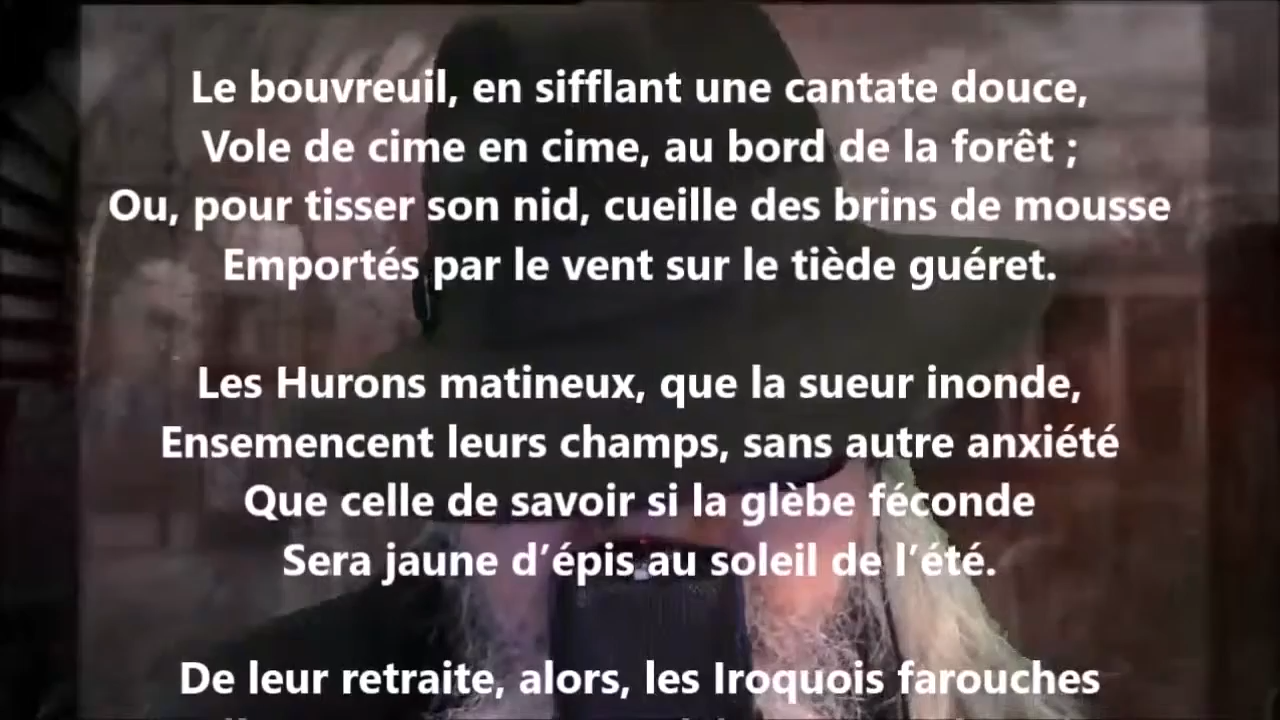 Le bouvreuil, en sifflant une cantate douce,
Vole de cime en cime, au bord de la forêt ;
Ou, pour tisser son nid, cueille des brins de mousse
Emportés par le vent sur le tiède guéret.
Les Hurons matineux, que la sueur inonde,
Ensemencent leurs champs, sans autre anxiété
Que celle de savoir si la glèbe féconde
Sera jaune d’épis au soleil de l’été.
De leur retraite, alors, les Iroquois farouches